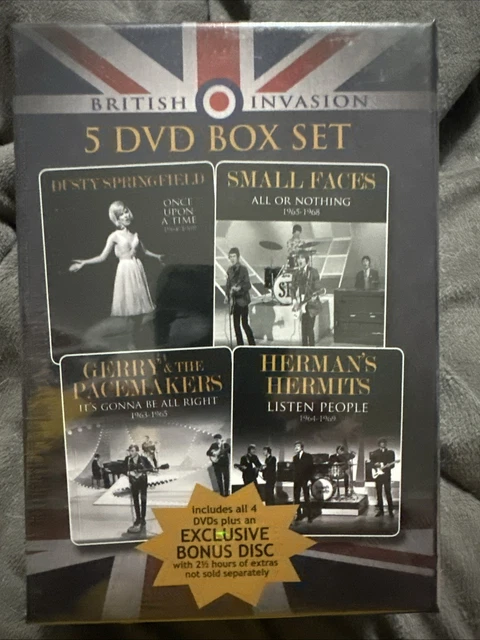 BRITISH INVASION
5 DVD BOX SET
DUSTY SPRINGFIELD
ONCE
UPON
A TIME
1964-1969
SMALL FACES
ALL OR NOTHING
1965-1968
GERRY & THE
PACEMAKERS
IT'S GONNA BE ALL RIGHT
1963-1965
HERMAN'S
HERMITS
LISTEN PEOPLE
1964-1969
includes all 4
DVDs plus an
EXCLUSIVE
BONUS DISC
with 2½ hours of extras
not sold separately